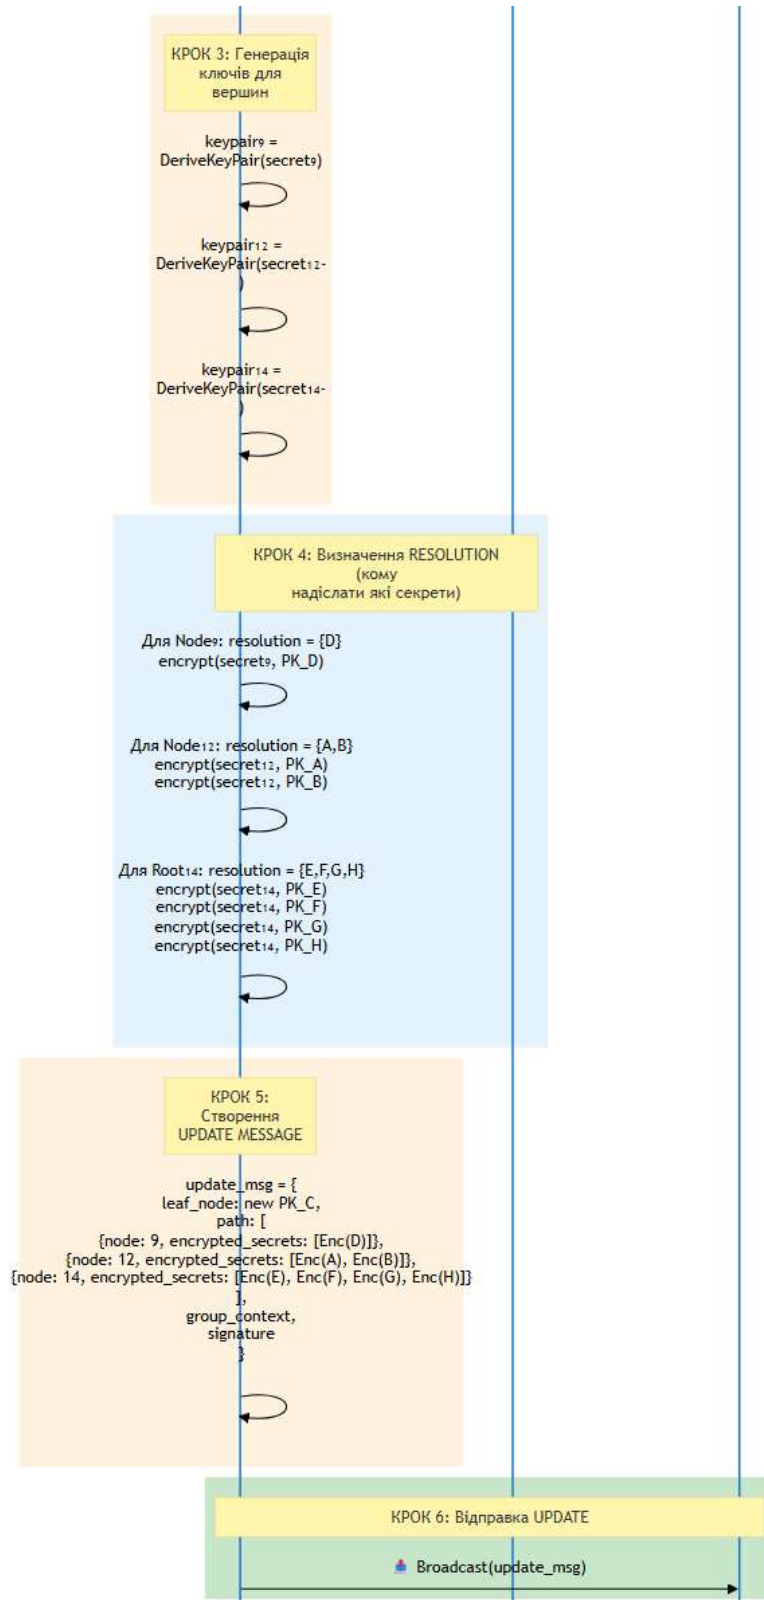 КРОК 3: Генерація
ключів для
вершин
keypair₉ =
DeriveKeyPair(secret₉)
keypair₁₂ =
DeriveKeyPair(secret₁₂-
)
keypair₁₄ =
DeriveKeyPair(secret₁₄-
)
КРОК 4: Визначення RESOLUTION
(кому
надіслати які секрети)
Для Node₉: resolution = {D}
encrypt(secret₉, PK_D)
Для Node₁₂: resolution = {A,B}
encrypt(secret₁₂, PK_A)
encrypt(secret₁₂, PK_B)
Для Root₁₄: resolution = {E,F,G,H}
encrypt(secret₁₄, PK_E)
encrypt(secret₁₄, PK_F)
encrypt(secret₁₄, PK_G)
encrypt(secret₁₄, PK_H)
КРОК 5:
Створення
UPDATE MESSAGE
update_msg = {
leaf_node: new PK_C,
path: [
{node: 9, encrypted_secrets: [Enc(D)]},
{node: 12, encrypted_secrets: [Enc(A), Enc(B)]},
{node: 14, encrypted_secrets: [Enc(E), Enc(F), Enc(G), Enc(H)]}
],
group_context,
signature
}
КРОК 6: Відправка UPDATE
Broadcast(update_msg)